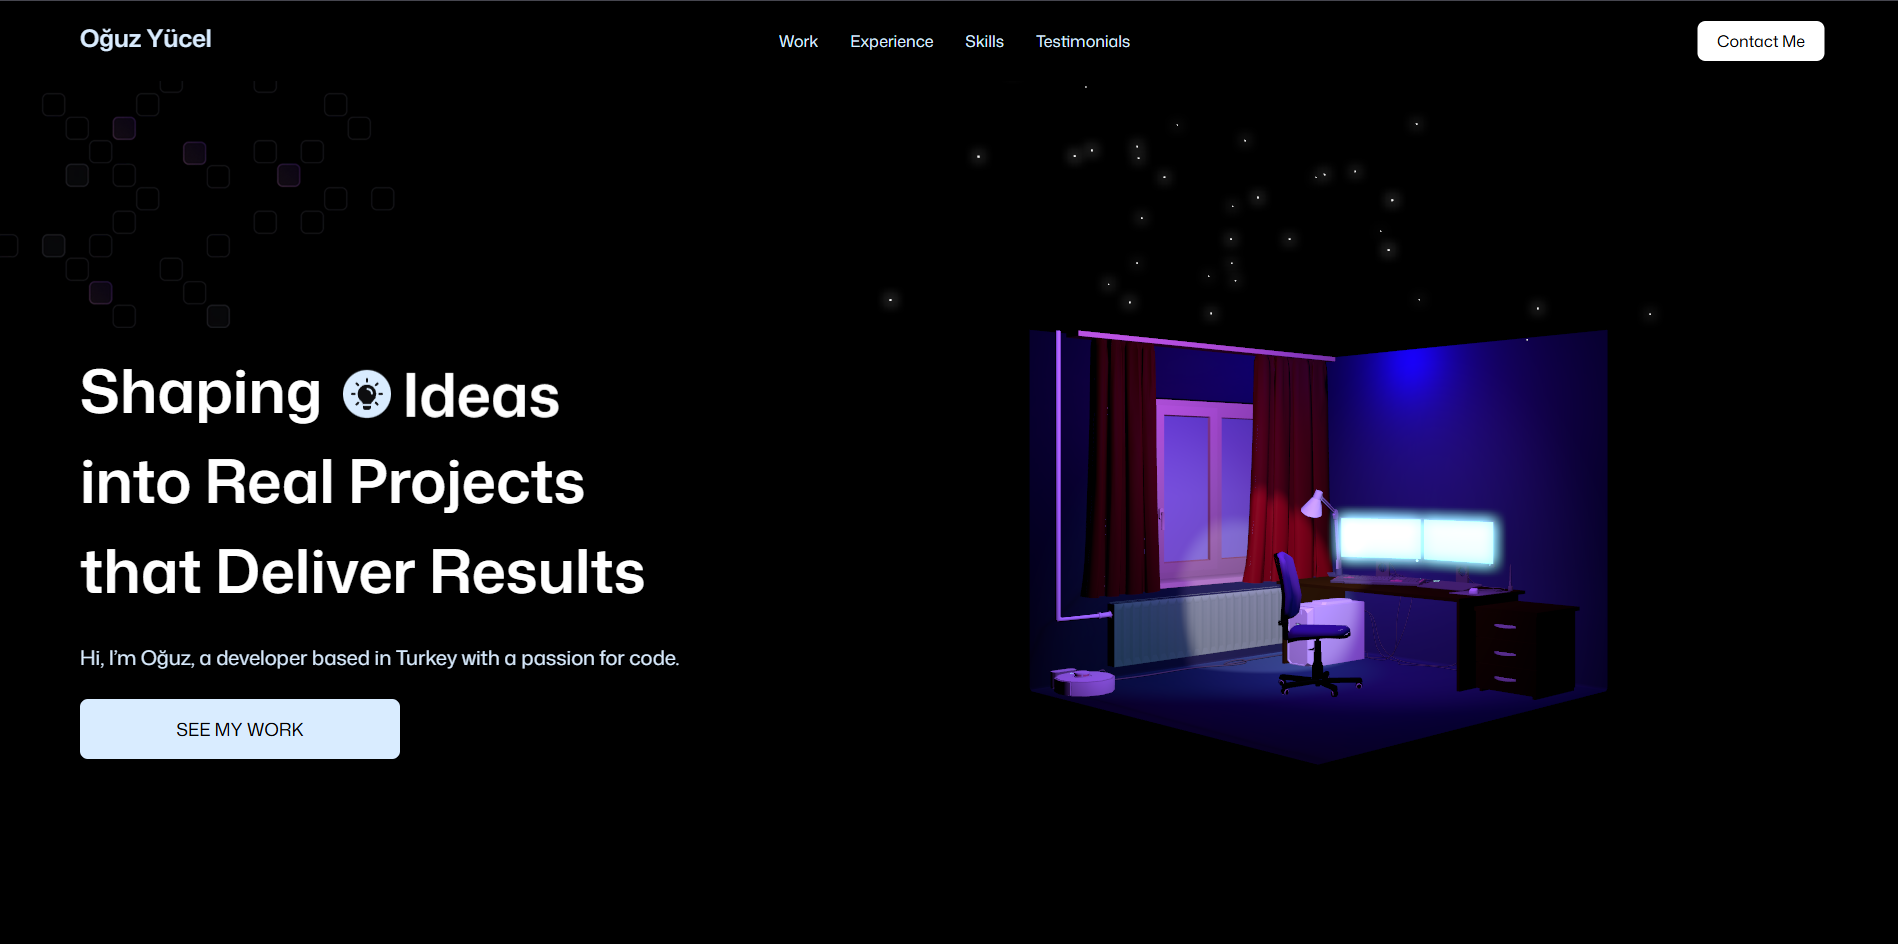 Oğuz Yücel
Work Experience Skills Testimonials
Contact Me
Shaping Ideas
into Real Projects
that Deliver Results
Hi, I’m Oğuz, a developer based in Turkey with a passion for code.
SEE MY WORK